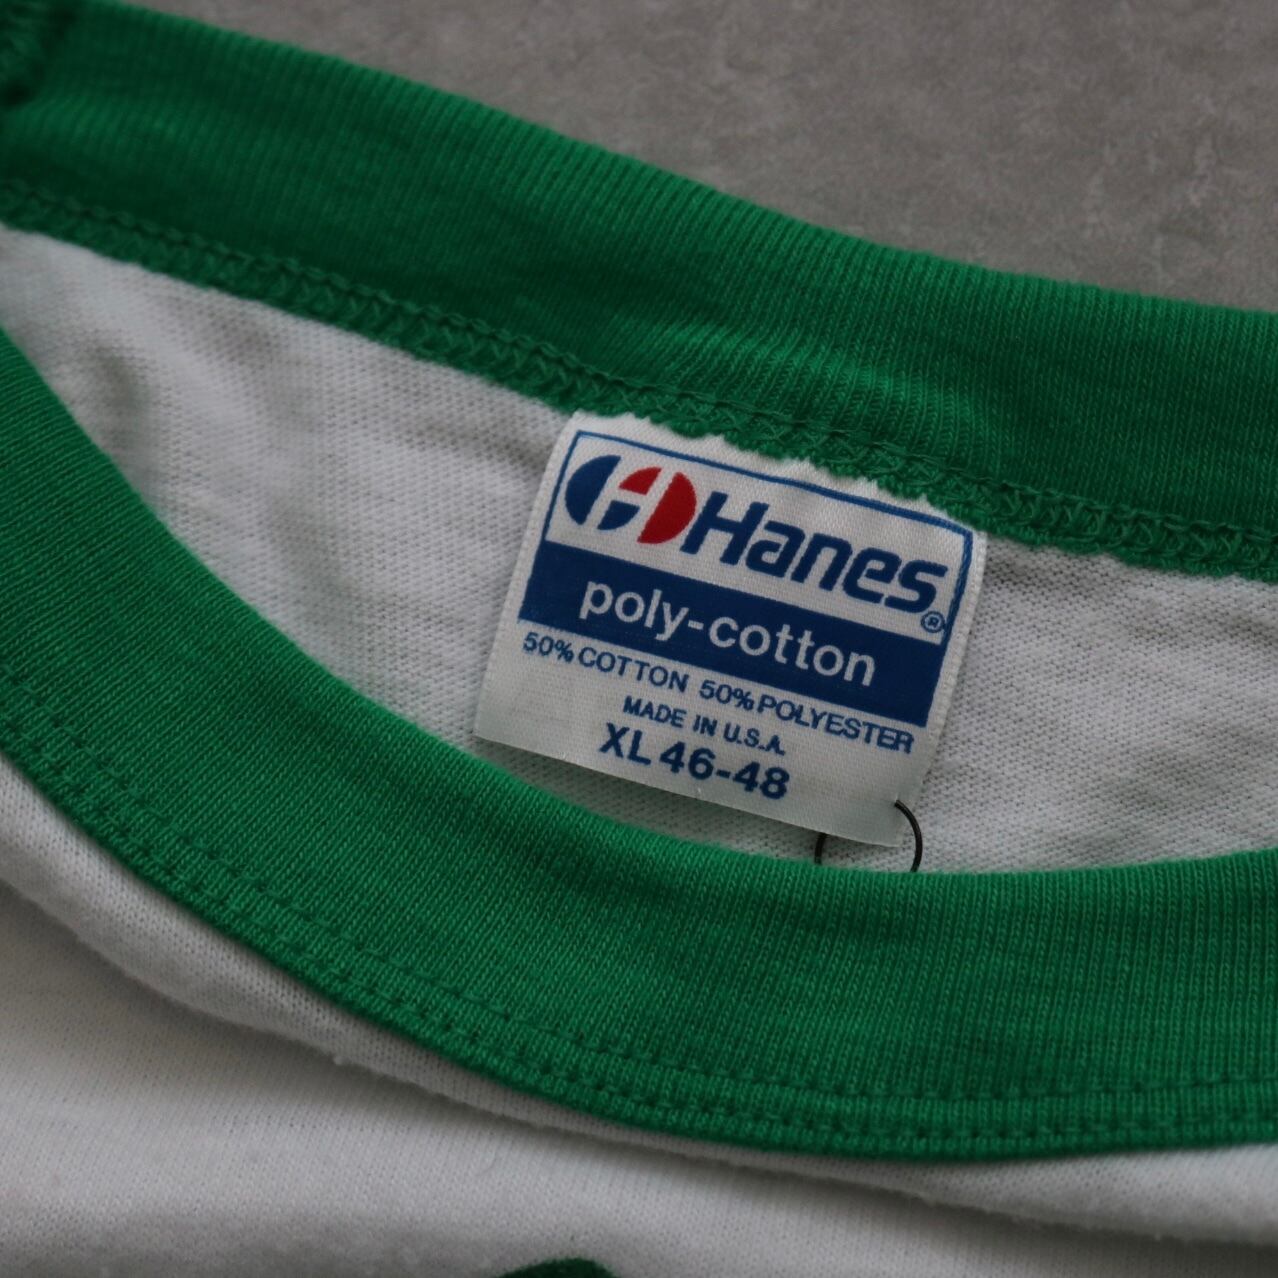 Hanes®
poly-cotton
50% COTTON 50% POLYESTER
MADE IN U.S.A.
XL 46-48